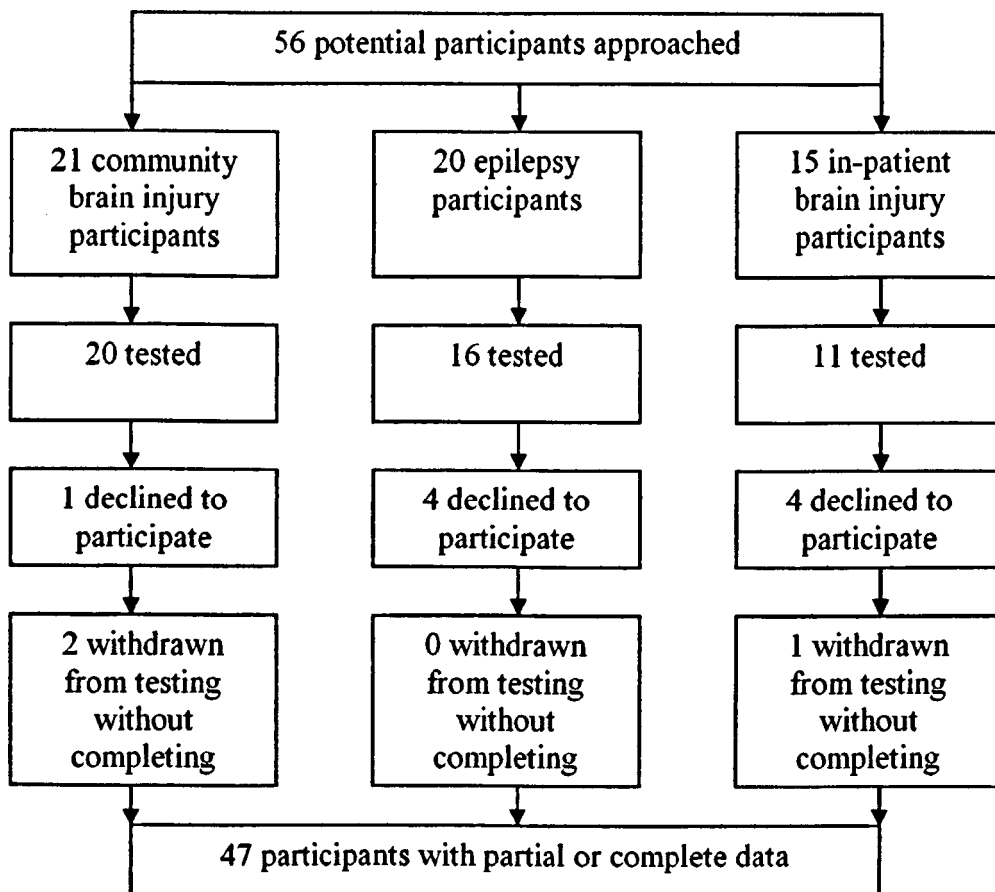 56 potential participants approached
21 community
brain injury
participants
20 epilepsy
participants
15 in-patient
brain injury
participants
20 tested
16 tested
11 tested
1 declined to
participate
4 declined to
participate
4 declined to
participate
2 withdrawn
from testing
without
completing
0 withdrawn
from testing
without
completing
1 withdrawn
from testing
without
completing
47 participants with partial or complete data